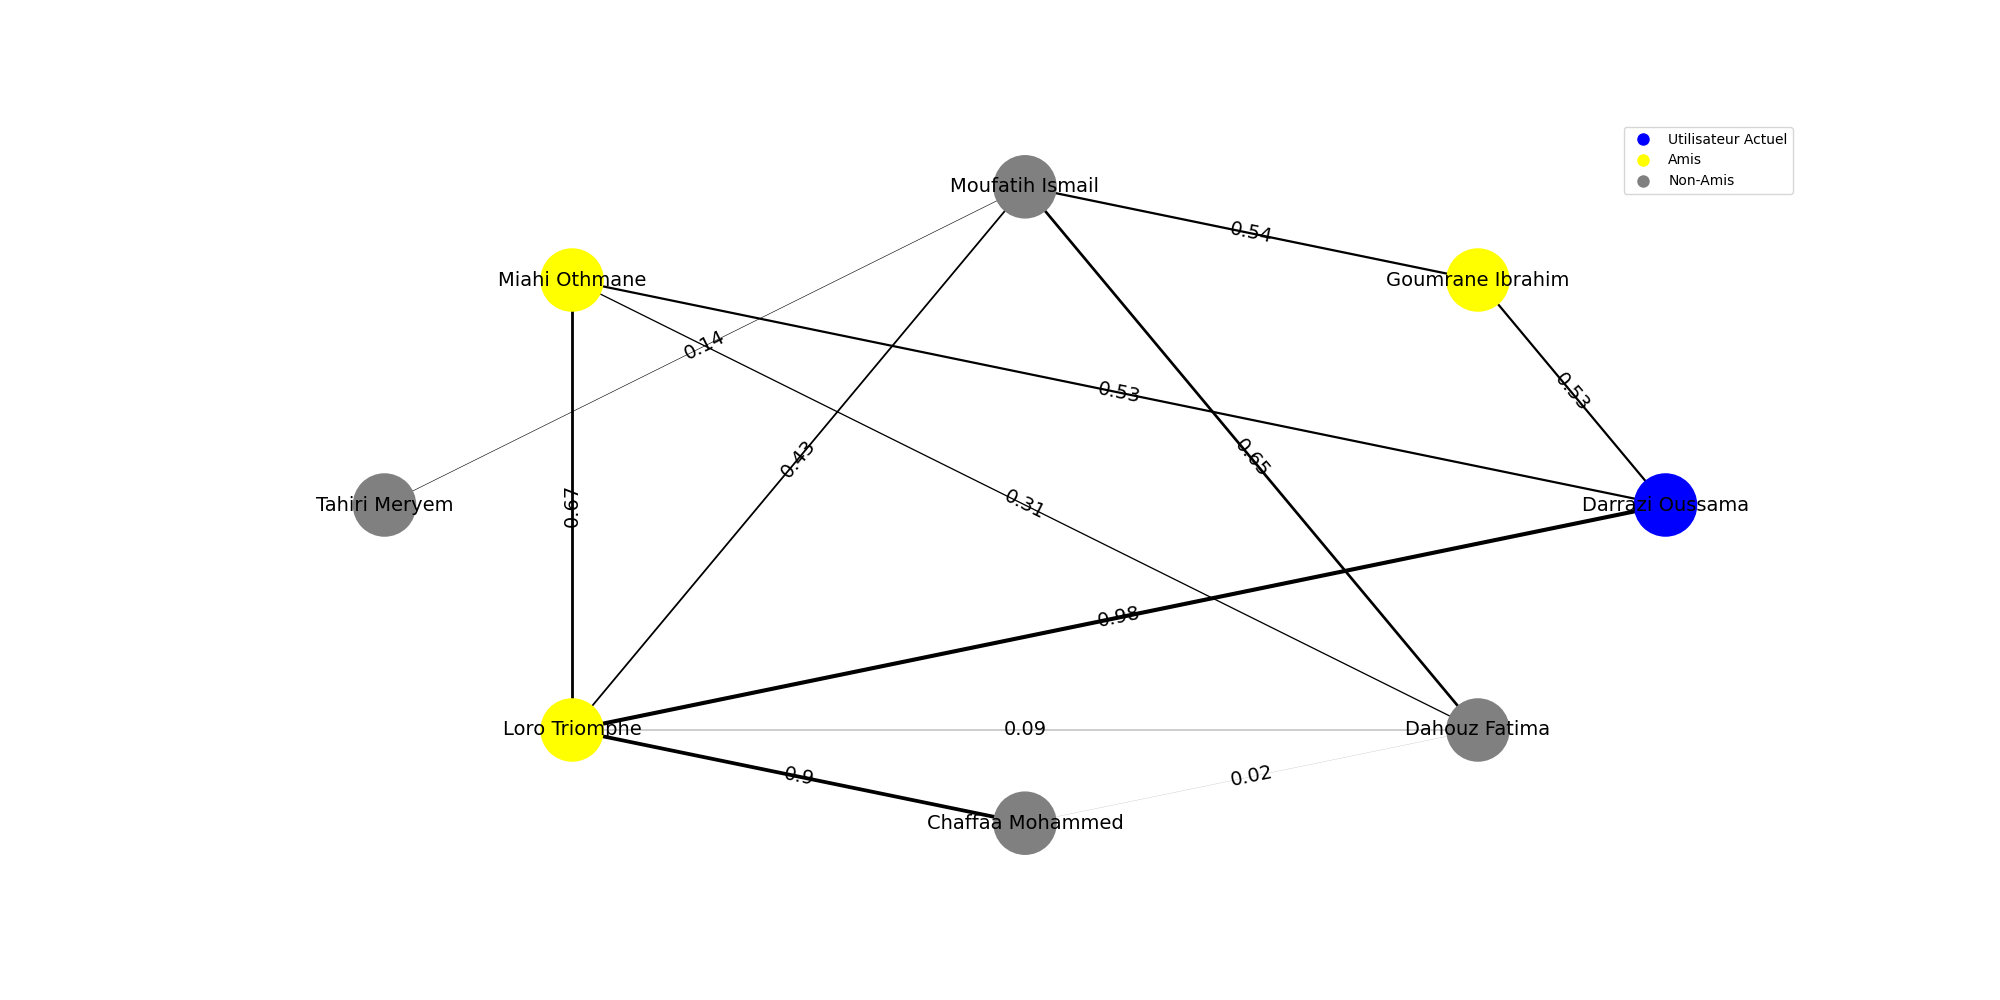 Utilisateur Actuel
Amis
Non-Amis
Moufatih Ismail
0.54
Miahi Othmane
Goumrane Ibrahim
0.14
0.53
0.53
0.43
0.65
Tahiri Meryem
0.67
0.31
Darrazi Oussama
0.98
Loro Triomphe
0.09
Dahouz Fatima
0.9
0.02
Chaffaa Mohammed